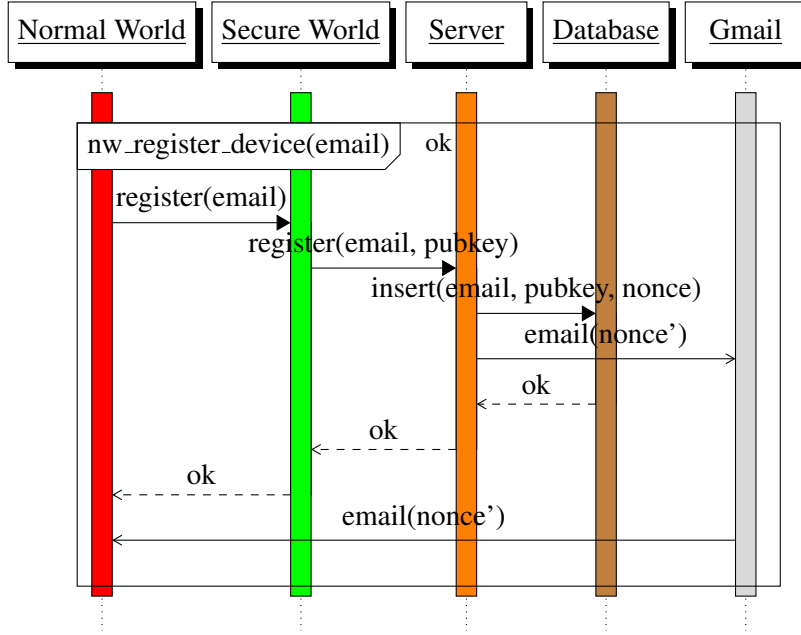 Normal World Secure World Server Database Gmail
nw_register_device(email) ok
register(email)
register(email, pubkey)
insert(email, pubkey, nonce)
email(nonce’)
ok
ok
ok
email(nonce’)